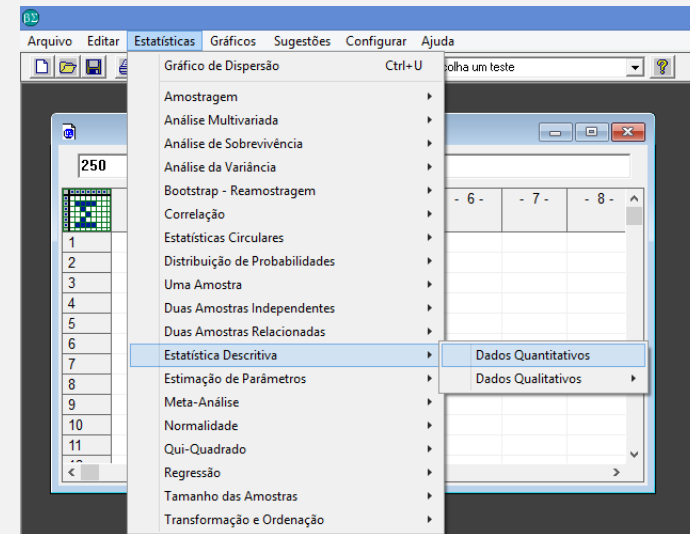 βΣ
Arquivo Editar Estatísticas Gráficos Sugestões Configurar Ajuda
Gráfico de Dispersão Ctrl+U
colha um teste
Amostragem
Análise Multivariada
Análise de Sobrevivência
250
Análise da Variância
Bootstrap - Reamostragem
Σ
- 6 - - 7 - - 8 -
Correlação
Estatísticas Circulares
1
Distribuição de Probabilidades
2
Uma Amostra
3
Duas Amostras Independentes
4
Duas Amostras Relacionadas
5
Estatística Descritiva
Dados Quantitativos
6
7
Estimação de Parâmetros
Dados Qualitativos
8
Meta-Análise
9
Normalidade
10
Qui-Quadrado
11
Regressão
Tamanho das Amostras
Transformação e Ordenação